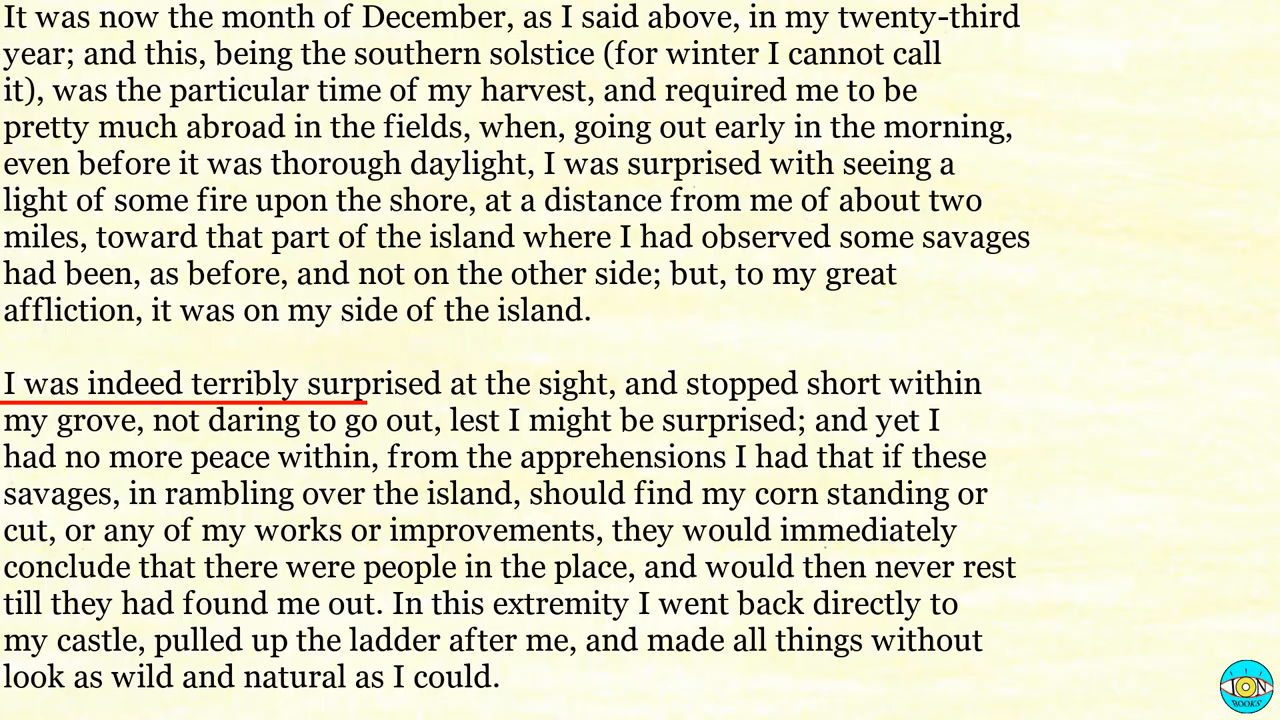 It was now the month of December, as I said above, in my twenty-third
year; and this, being the southern solstice (for winter I cannot call
it), was the particular time of my harvest, and required me to be
pretty much abroad in the fields, when, going out early in the morning,
even before it was thorough daylight, I was surprised with seeing a
light of some fire upon the shore, at a distance from me of about two
miles, toward that part of the island where I had observed some savages
had been, as before, and not on the other side; but, to my great
affliction, it was on my side of the island.
I was indeed terribly surprised at the sight, and stopped short within
my grove, not daring to go out, lest I might be surprised; and yet I
had no more peace within, from the apprehensions I had that if these
savages, in rambling over the island, should find my corn standing or
cut, or any of my works or improvements, they would immediately
conclude that there were people in the place, and would then never rest
till they had found me out. In this extremity I went back directly to
my castle, pulled up the ladder after me, and made all things without
look as wild and natural as I could.
ION
BOOKS